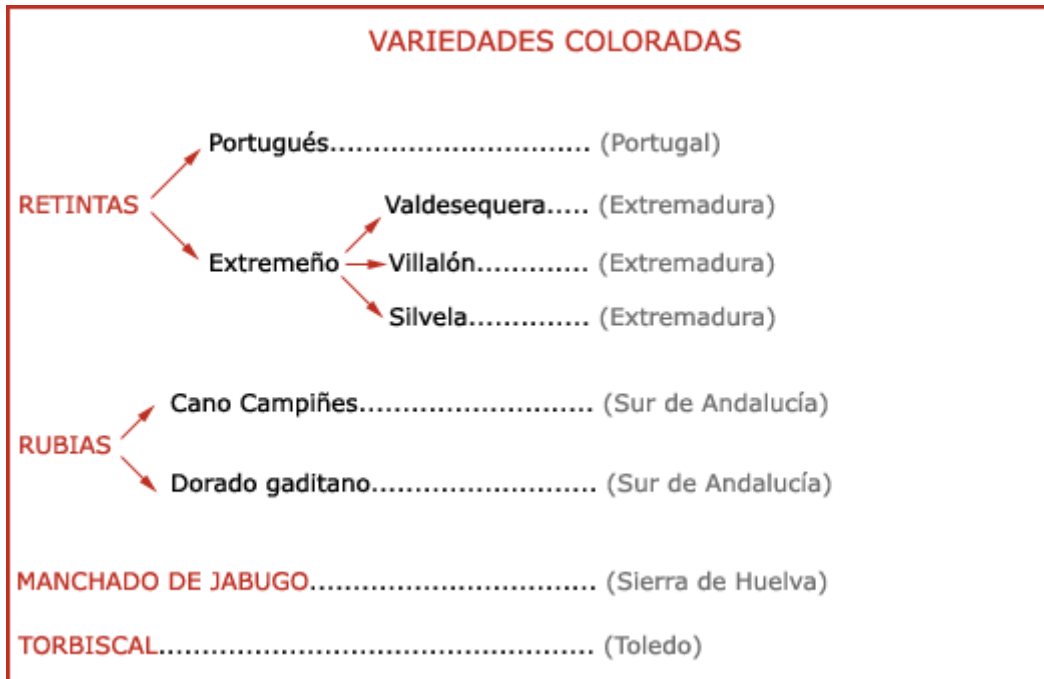 VARIEDADES COLORADAS
Portugués.............................. (Portugal)
RETINTAS
Valdesequera..... (Extremadura)
Extremeño
Villalón............. (Extremadura)
Silvela.............. (Extremadura)
Cano Campiñes........................... (Sur de Andalucía)
RUBIAS
Dorado gaditano.......................... (Sur de Andalucía)
MANCHADO DE JABUGO................................. (Sierra de Huelva)
TORBISCAL.................................................. (Toledo)